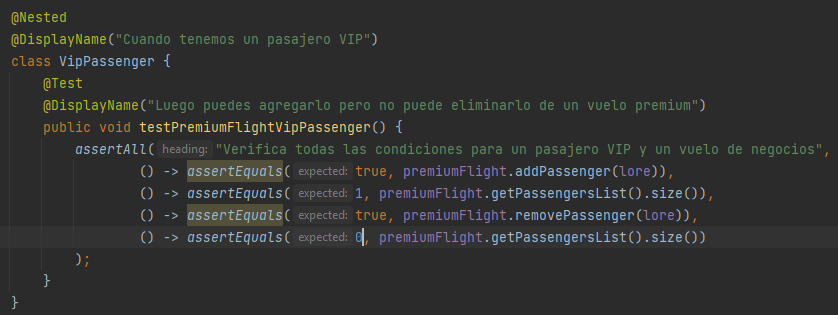 @Nested
@DisplayName("Cuando tenemos un pasajero VIP")
class VipPassenger {
@Test
@DisplayName("Luego puedes agregarlo pero no puede eliminarlo de un vuelo premium")
public void testPremiumFlightVipPassenger() {
assertAll( heading: "Verifica todas las condiciones para un pasajero VIP y un vuelo de negocios",
() -> assertEquals( expected: true, premiumFlight.addPassenger(lore)),
() -> assertEquals( expected: 1, premiumFlight.getPassengersList().size()),
() -> assertEquals( expected: true, premiumFlight.removePassenger(lore)),
() -> assertEquals( expected: 0, premiumFlight.getPassengersList().size())
);
}
}